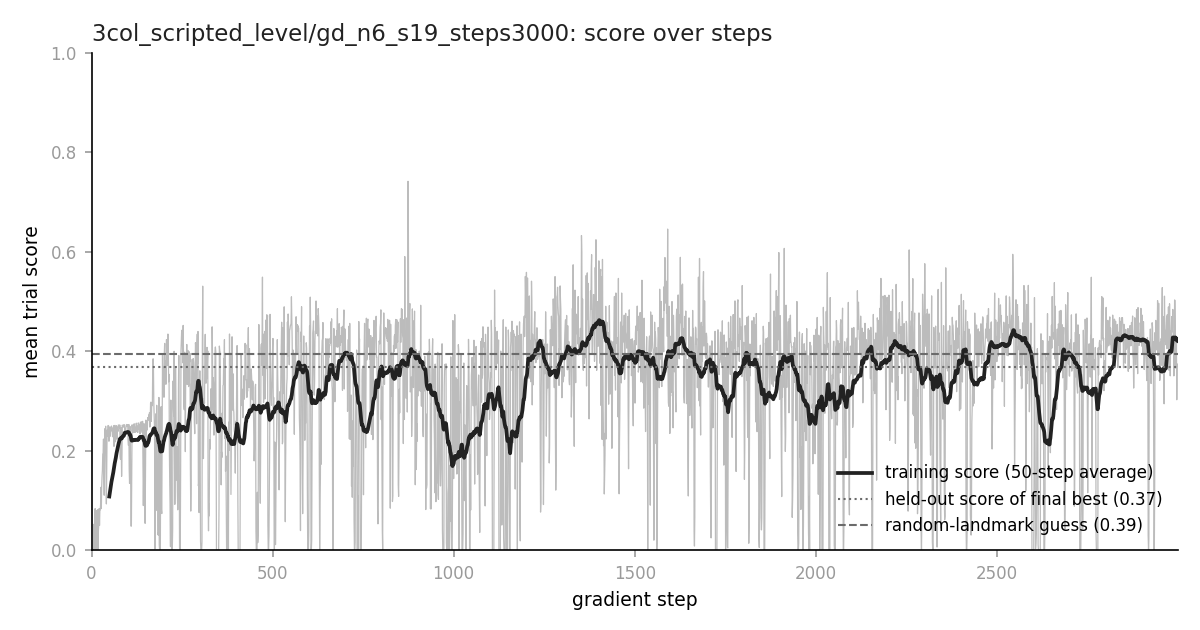 3col_scripted_level/gd_n6_s19_steps3000: score over steps
1.0
0.8
0.6
0.4
0.2
0.0
mean trial score
training score (50-step average)
held-out score of final best (0.37)
random-landmark guess (0.39)
0 500 1000 1500 2000 2500
gradient step